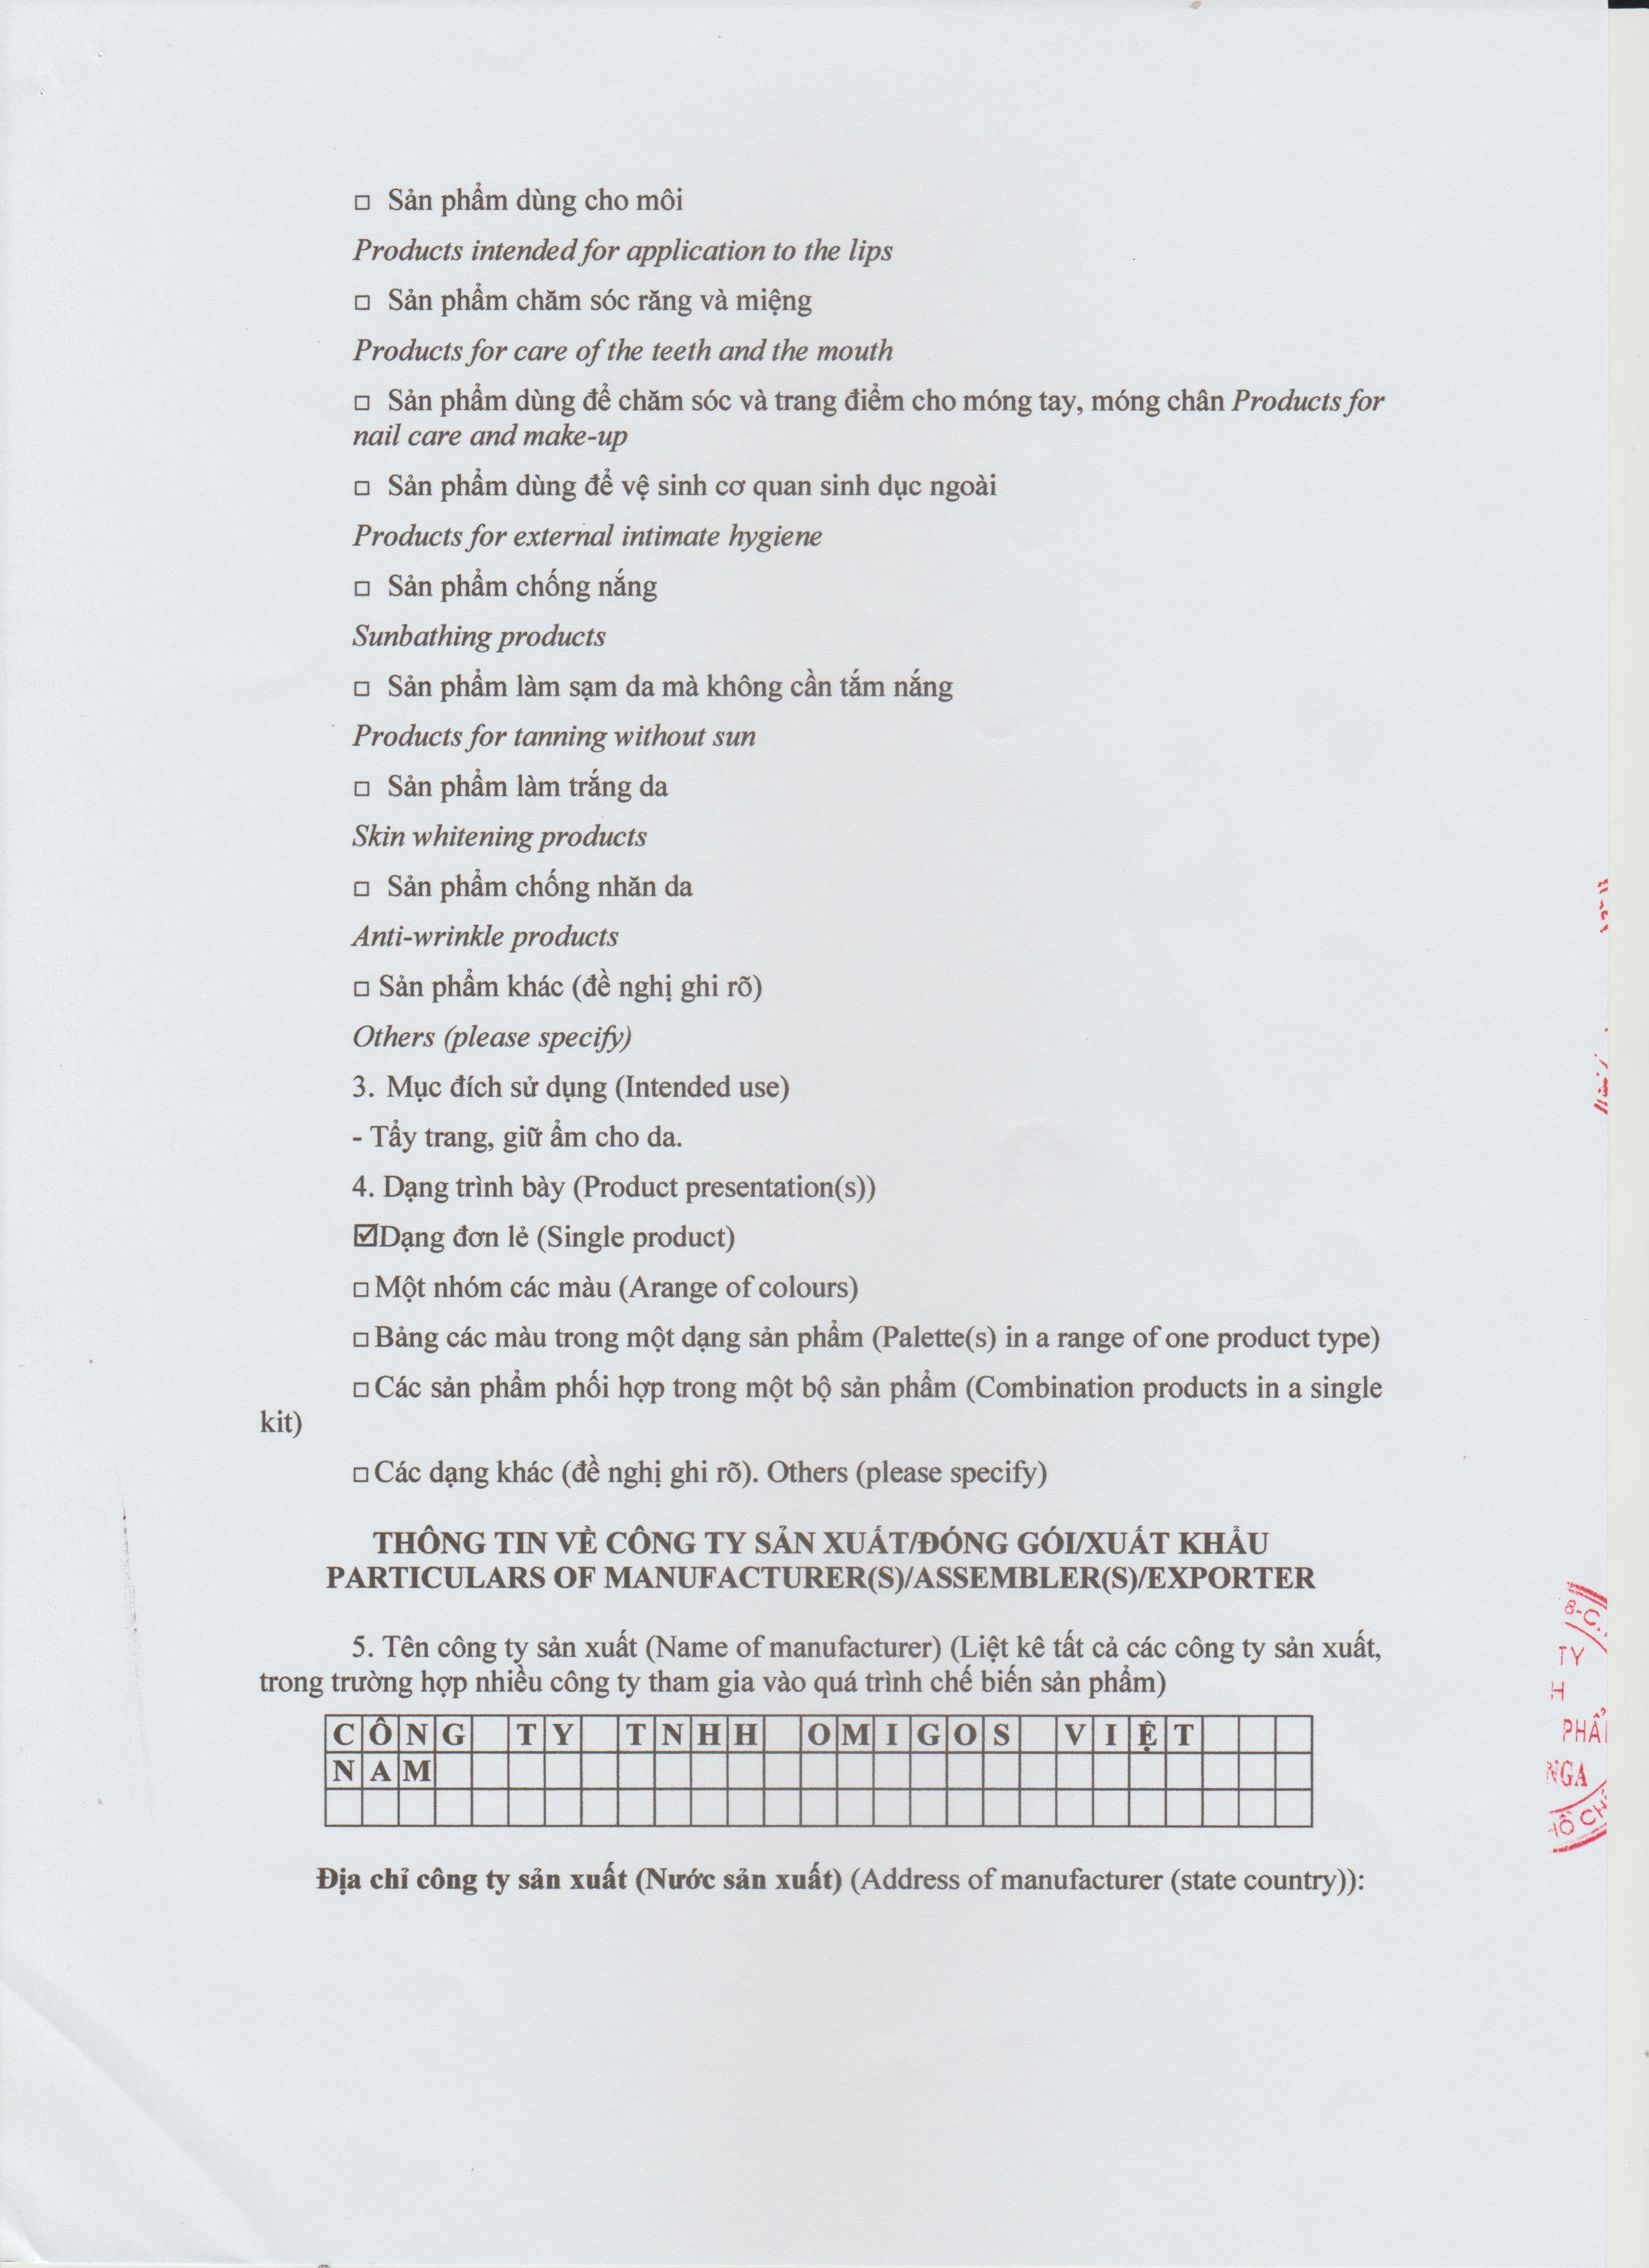 □ Sản phẩm dùng cho môi
Products intended for application to the lips
□ Sản phẩm chăm sóc răng và miệng
Products for care of the teeth and the mouth
□ Sản phẩm dùng để chăm sóc và trang điểm cho móng tay, móng chân Products for
nail care and make-up
□ Sản phẩm dùng để vệ sinh cơ quan sinh dục ngoài
Products for external intimate hygiene
□ Sản phẩm chống nắng
Sunbathing products
□ Sản phẩm làm sạm da mà không cần tắm nắng
Products for tanning without sun
□ Sản phẩm làm trắng da
Skin whitening products
□ Sản phẩm chống nhăn da
Anti-wrinkle products
□ Sản phẩm khác (đề nghị ghi rõ)
Others (please specify)
3. Mục đích sử dụng (Intended use)
- Tẩy trang, giữ ẩm cho da.
4. Dạng trình bày (Product presentation(s))
☑Dạng đơn lẻ (Single product)
□ Một nhóm các màu (Arange of colours)
□ Bảng các màu trong một dạng sản phẩm (Palette(s) in a range of one product type)
□ Các sản phẩm phối hợp trong một bộ sản phẩm (Combination products in a single
kit)
□ Các dạng khác (đề nghị ghi rõ). Others (please specify)
THÔNG TIN VỀ CÔNG TY SẢN XUẤT/ĐÓNG GÓI/XUẤT KHẨU
PARTICULARS OF MANUFACTURER(S)/ASSEMBLER(S)/EXPORTER
5. Tên công ty sản xuất (Name of manufacturer) (Liệt kê tất cả các công ty sản xuất,
trong trường hợp nhiều công ty tham gia vào quá trình chế biến sản phẩm)
CÔNG TY TNHH OMIGOS VIỆT
NAM
Địa chỉ công ty sản xuất (Nước sản xuất) (Address of manufacturer (state country)):
TY
H
PHẨ
NGA